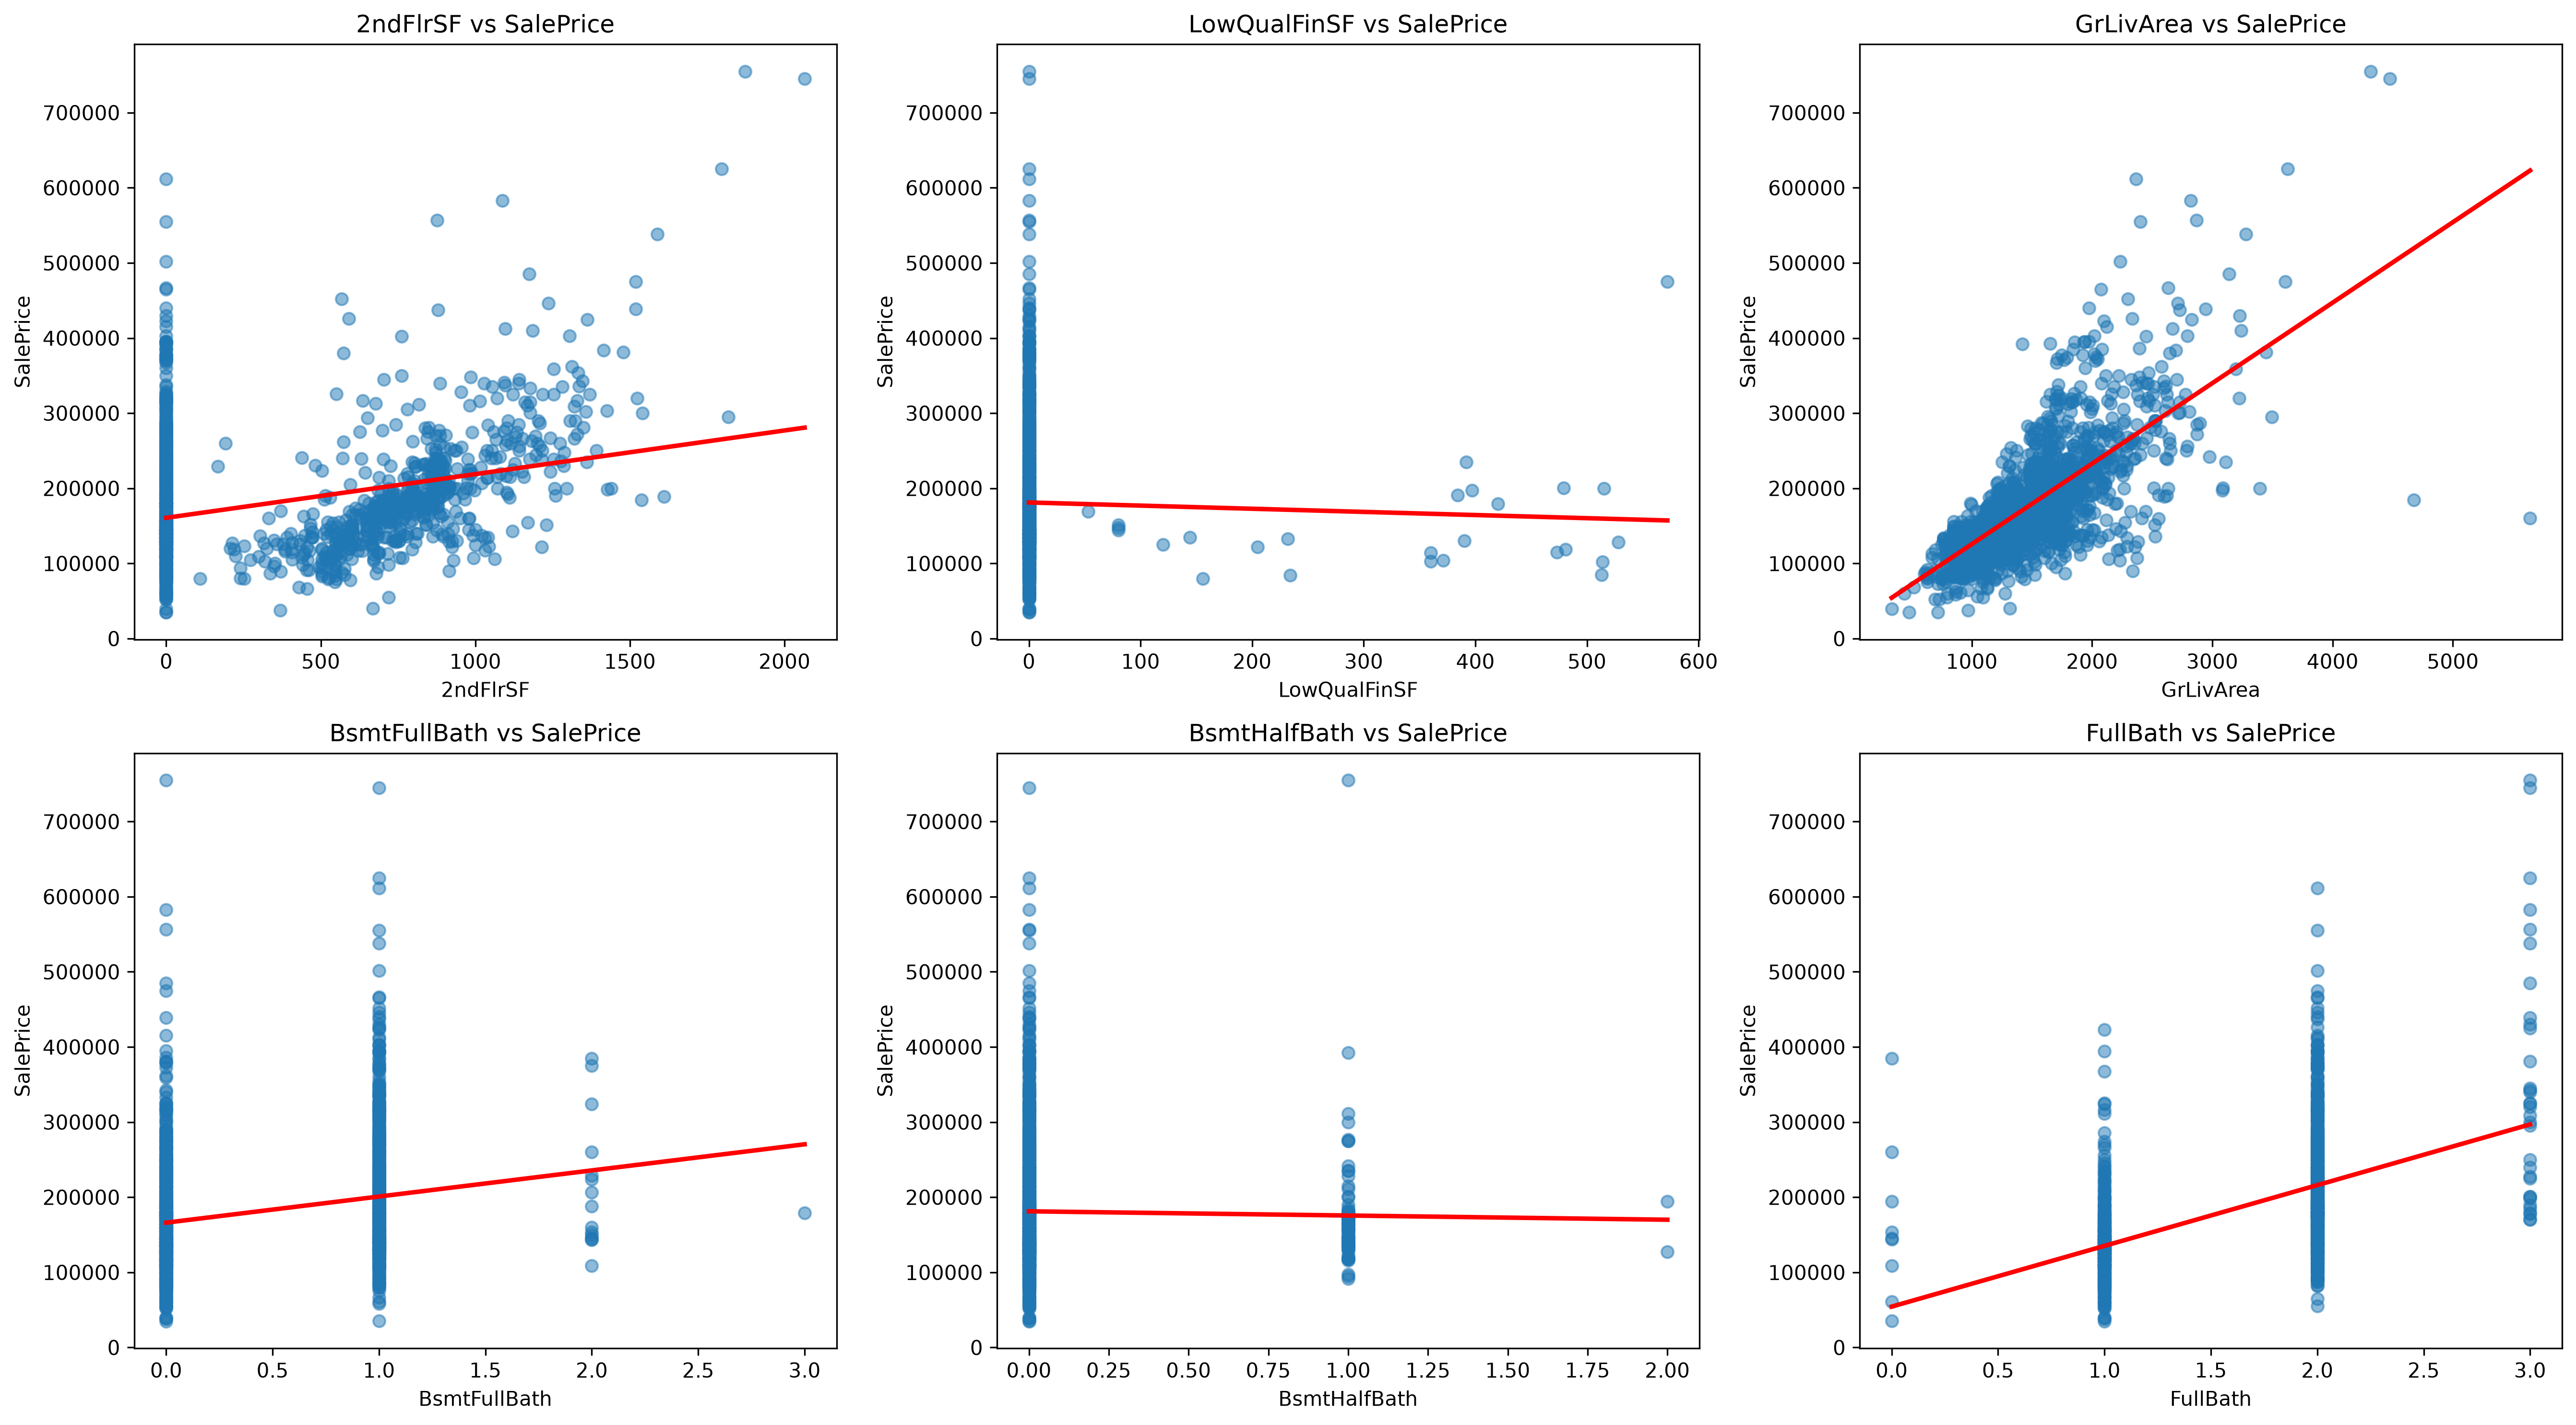 2ndFlrSF vs SalePrice
SalePrice
700000
600000
500000
400000
300000
200000
100000
0
0 500 1000 1500 2000
2ndFlrSF
LowQualFinSF vs SalePrice
SalePrice
700000
600000
500000
400000
300000
200000
100000
0
0 100 200 300 400 500 600
LowQualFinSF
GrLivArea vs SalePrice
SalePrice
700000
600000
500000
400000
300000
200000
100000
0
1000 2000 3000 4000 5000
GrLivArea
BsmtFullBath vs SalePrice
SalePrice
700000
600000
500000
400000
300000
200000
100000
0
0.0 0.5 1.0 1.5 2.0 2.5 3.0
BsmtFullBath
BsmtHalfBath vs SalePrice
SalePrice
700000
600000
500000
400000
300000
200000
100000
0
0.00 0.25 0.50 0.75 1.00 1.25 1.50 1.75 2.00
BsmtHalfBath
FullBath vs SalePrice
SalePrice
700000
600000
500000
400000
300000
200000
100000
0
0.0 0.5 1.0 1.5 2.0 2.5 3.0
FullBath